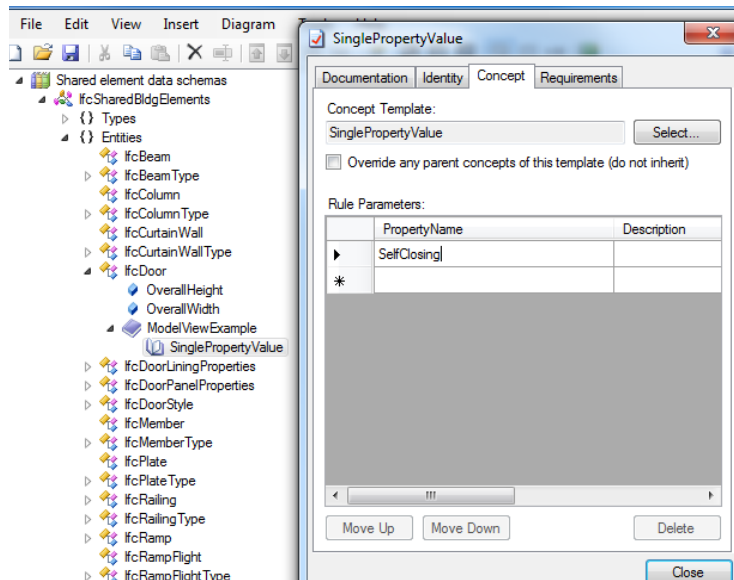 File Edit View Insert Diagram
Shared element data schemas
IfcSharedBldgElements
{} Types
{} Entities
IfcBeam
IfcBeamType
IfcColumn
IfcColumnType
IfcCurtainWall
IfcCurtainWallType
IfcDoor
OverallHeight
OverallWidth
ModelViewExample
SinglePropertyValue
IfcDoorLiningProperties
IfcDoorPanelProperties
IfcDoorStyle
IfcMember
IfcMemberType
IfcPlate
IfcPlateType
IfcRailing
IfcRailingType
IfcRamp
IfcRampFlight
IfcRampFlightType
SinglePropertyValue
Documentation Identity Concept Requirements
Concept Template:
SinglePropertyValue Select...
Override any parent concepts of this template (do not inherit)
Rule Parameters:
PropertyName Description
SelfClosing
Move Up Move Down Delete
Close